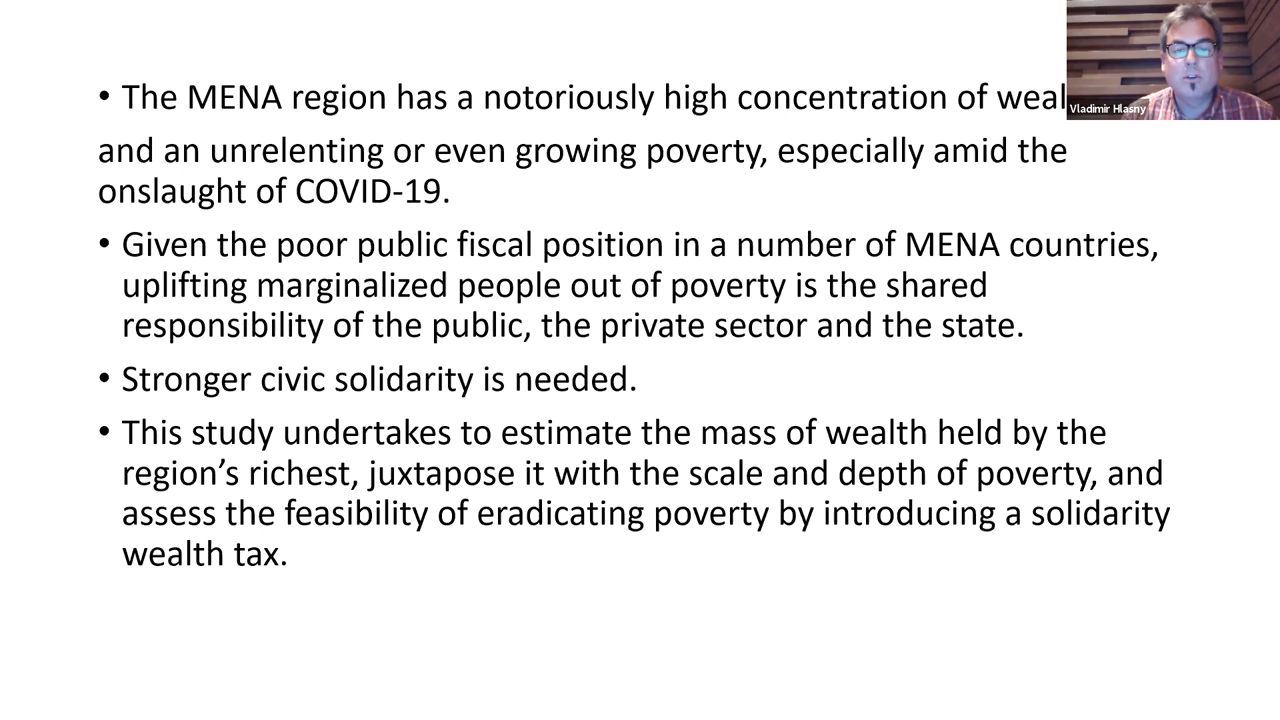 • The MENA region has a notoriously high concentration of weal
Vladimir Hlasny
and an unrelenting or even growing poverty, especially amid the
onslaught of COVID-19.
• Given the poor public fiscal position in a number of MENA countries,
uplifting marginalized people out of poverty is the shared
responsibility of the public, the private sector and the state.
• Stronger civic solidarity is needed.
• This study undertakes to estimate the mass of wealth held by the
region’s richest, juxtapose it with the scale and depth of poverty, and
assess the feasibility of eradicating poverty by introducing a solidarity
wealth tax.